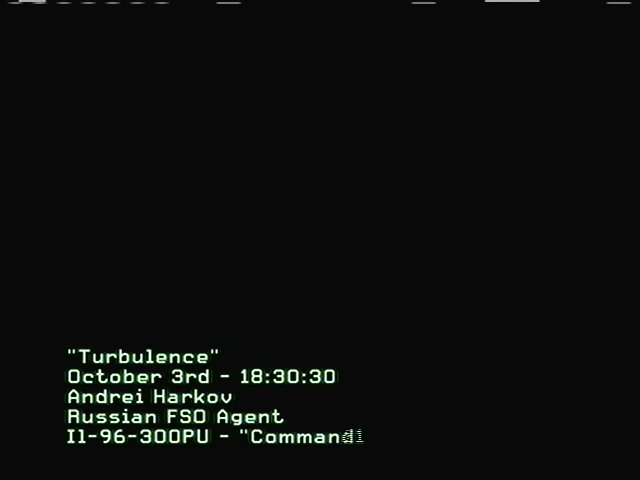 "Turbulence"
October 3rd - 18:30:30
Andrei Harkov
Russian FSO Agent
Il-96-300PU - "Command